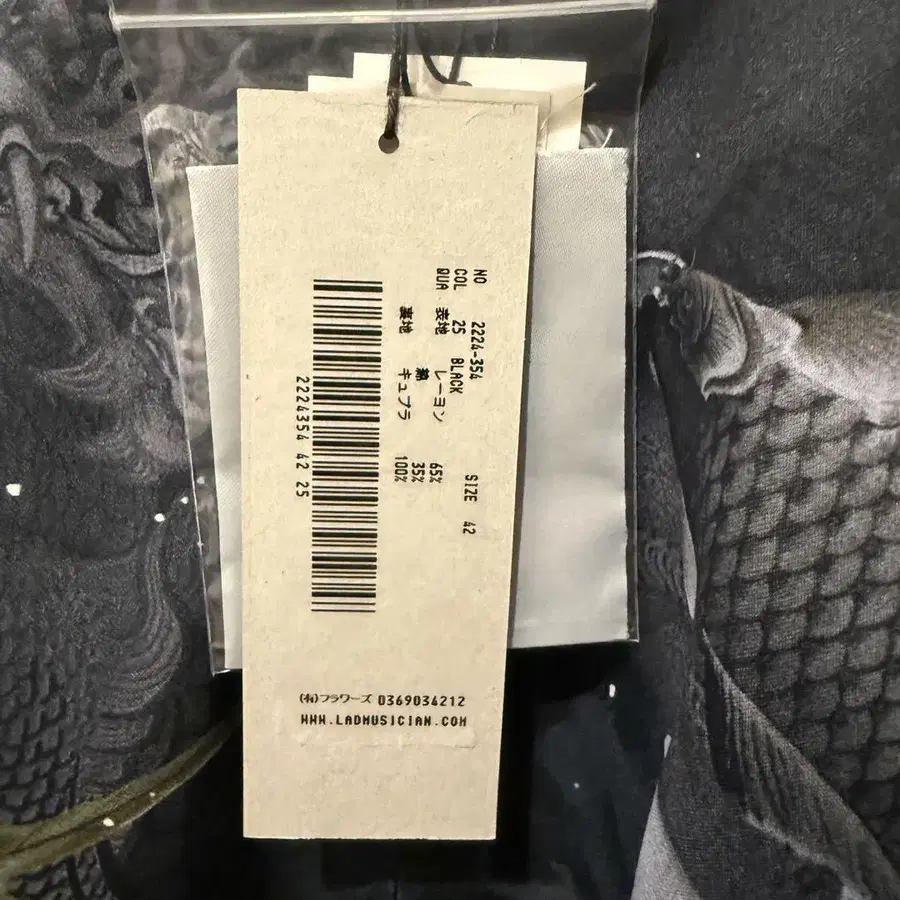 NO 2224-354 SIZE 42
COL 25 BLACK
QUA 表地 レーヨン 65%
綿 35%
裏地 キュプラ 100%
2224354 42 25
(有)フラワーズ 0369034212
WWW.LADMUSICIAN.COM